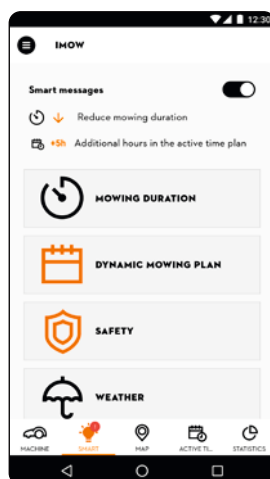 12:30
IMOW
Smart messages
Reduce mowing duration
+5h Additional hours in the active time plan
MOWING DURATION
DYNAMIC MOWING PLAN
SAFETY
WEATHER
MACHINE SMART MAP ACTIVE TI... STATISTICS